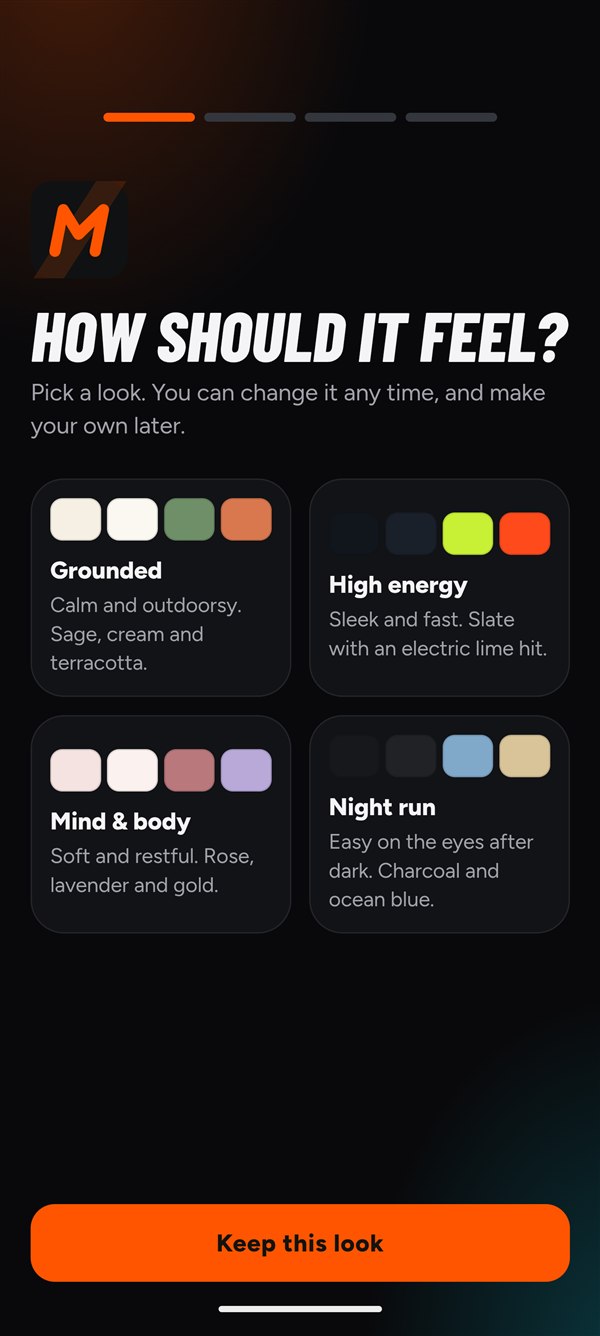 M
HOW SHOULD IT FEEL?
Pick a look. You can change it any time, and make
your own later.
Grounded
Calm and outdoorsy.
Sage, cream and
terracotta.
High energy
Sleek and fast. Slate
with an electric lime hit.
Mind & body
Soft and restful. Rose,
lavender and gold.
Night run
Easy on the eyes after
dark. Charcoal and
ocean blue.
Keep this look